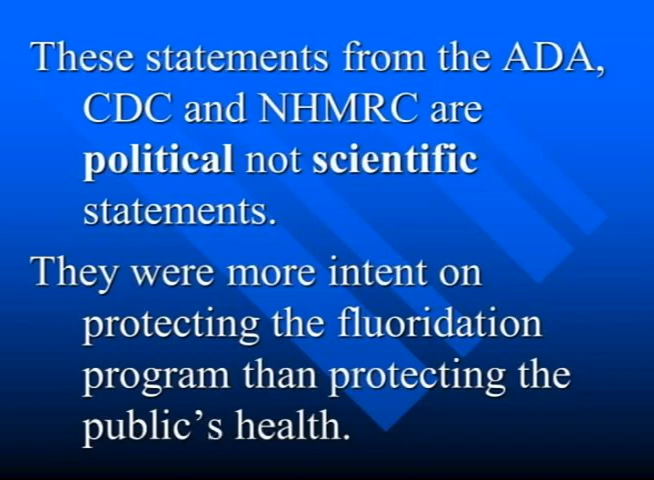 These statements from the ADA,
CDC and NHMRC are
political not scientific
statements.
They were more intent on
protecting the fluoridation
program than protecting the
public’s health.